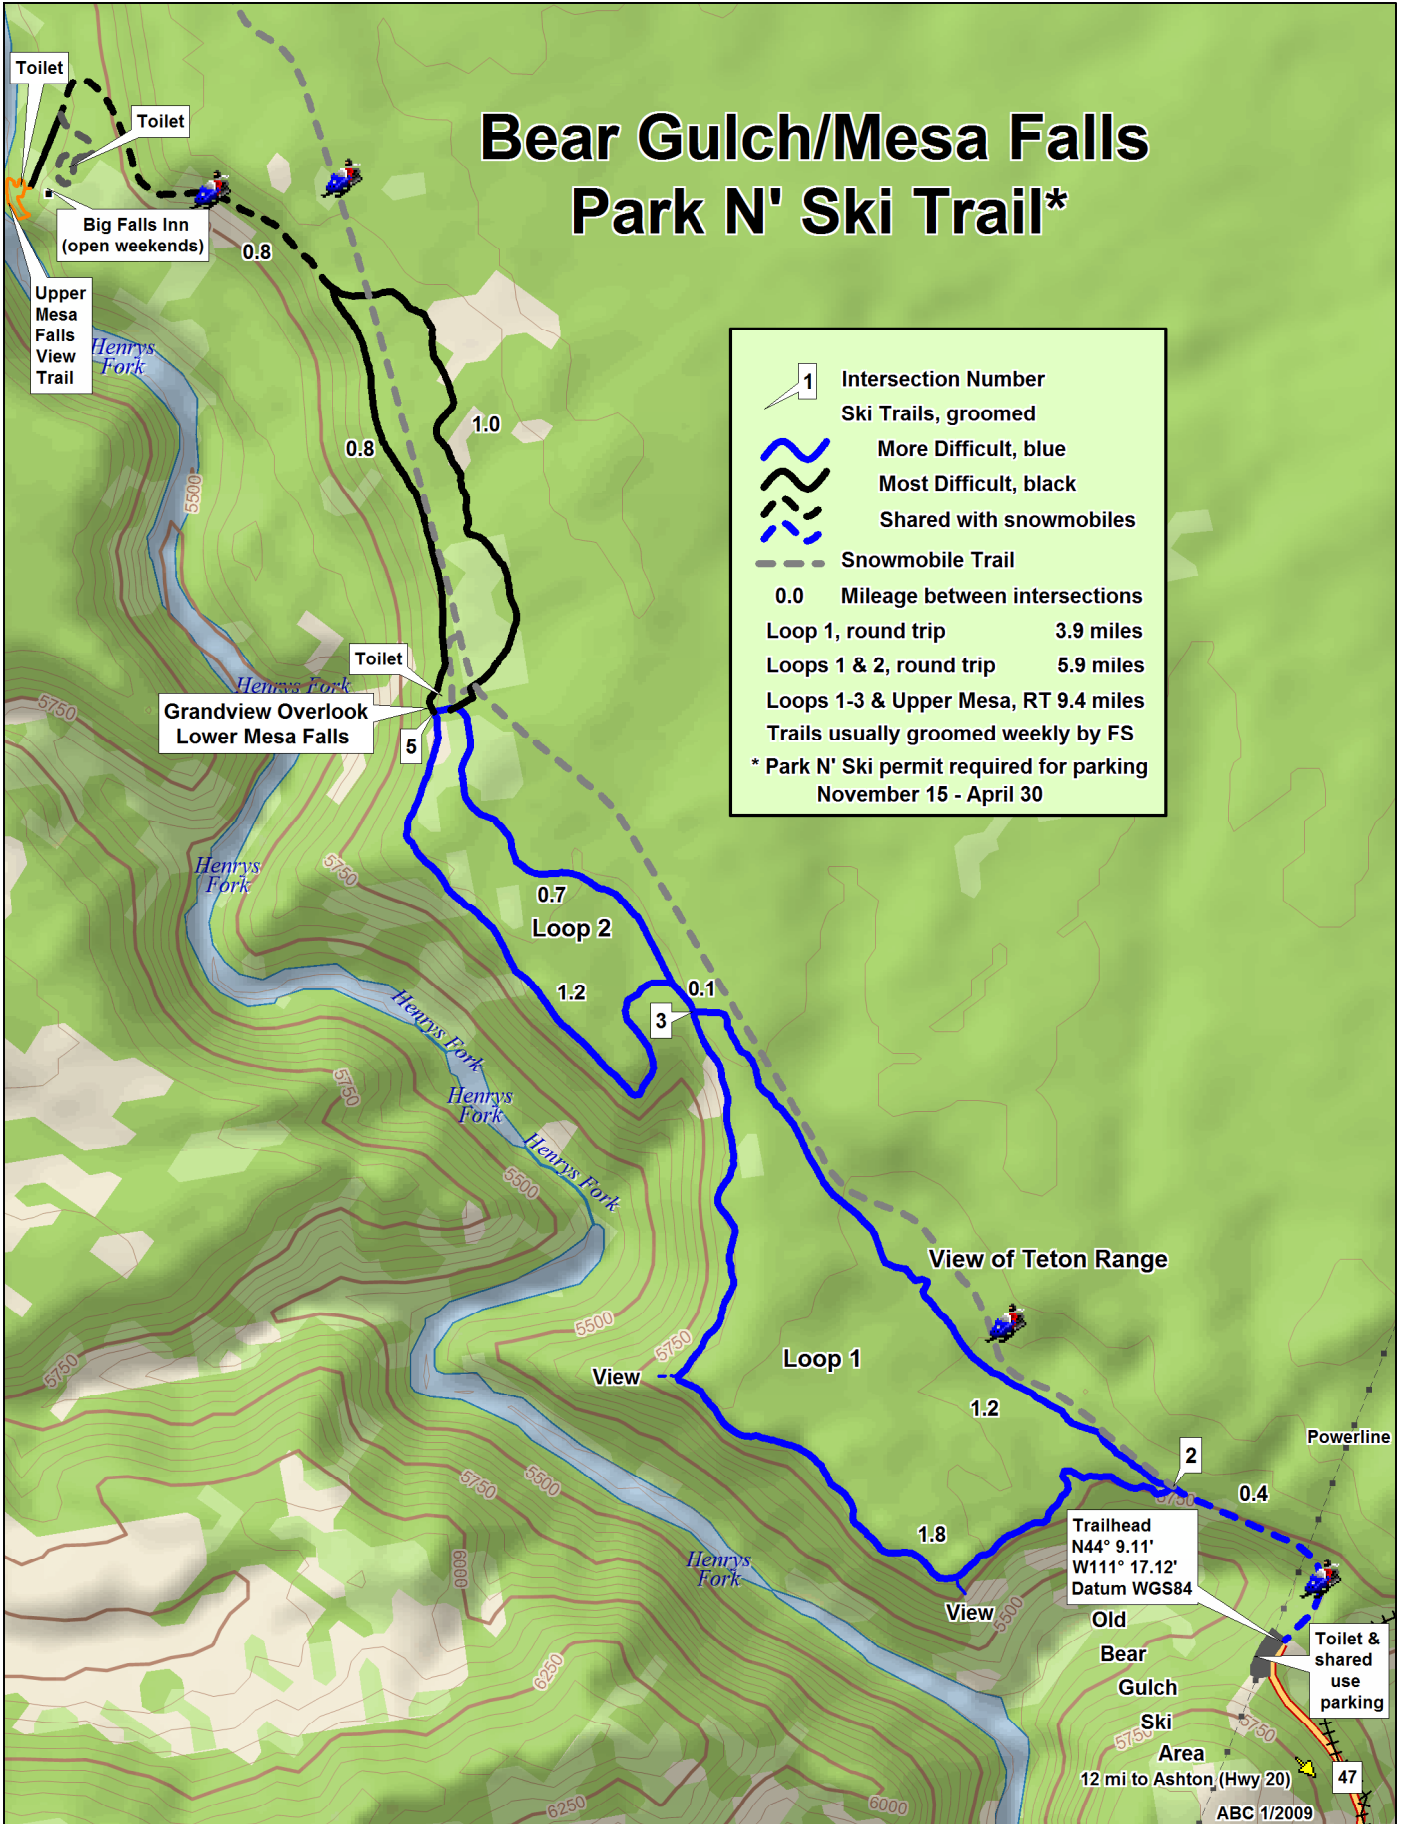 Bear Gulch/Mesa Falls
Park N' Ski Trail*
Toilet
Toilet
Big Falls Inn
(open weekends)
0.8
Upper
Mesa
Falls
View
Trail
Henrys
Fork
1.0
0.8
5500
1
Intersection Number
Ski Trails, groomed
More Difficult, blue
Most Difficult, black
Shared with snowmobiles
Snowmobile Trail
0.0 Mileage between intersections
Loop 1, round trip 3.9 miles
Loops 1 & 2, round trip 5.9 miles
Loops 1-3 & Upper Mesa, RT 9.4 miles
Trails usually groomed weekly by FS
* Park N' Ski permit required for parking
November 15 - April 30
Toilet
Henrys Fork
5750
Grandview Overlook
Lower Mesa Falls
5
Henrys
Fork
5750
0.7
Loop 2
1.2
0.1
3
Henrys Fork
5750
Henrys
Fork
Henrys Fork
5500
View of Teton Range
5500
5750
5750
Loop 1
View
1.2
Powerline
2
5750
5500
5750
0.4
1.8
6000
Henrys
Fork
Trailhead
N44° 9.11'
W111° 17.12'
Datum WGS84
View
5500
Old
Bear
Gulch
Ski
Area
Toilet &
shared
use
parking
6250
5750
5750
12 mi to Ashton (Hwy 20)
47
6250
6000
ABC 1/2009